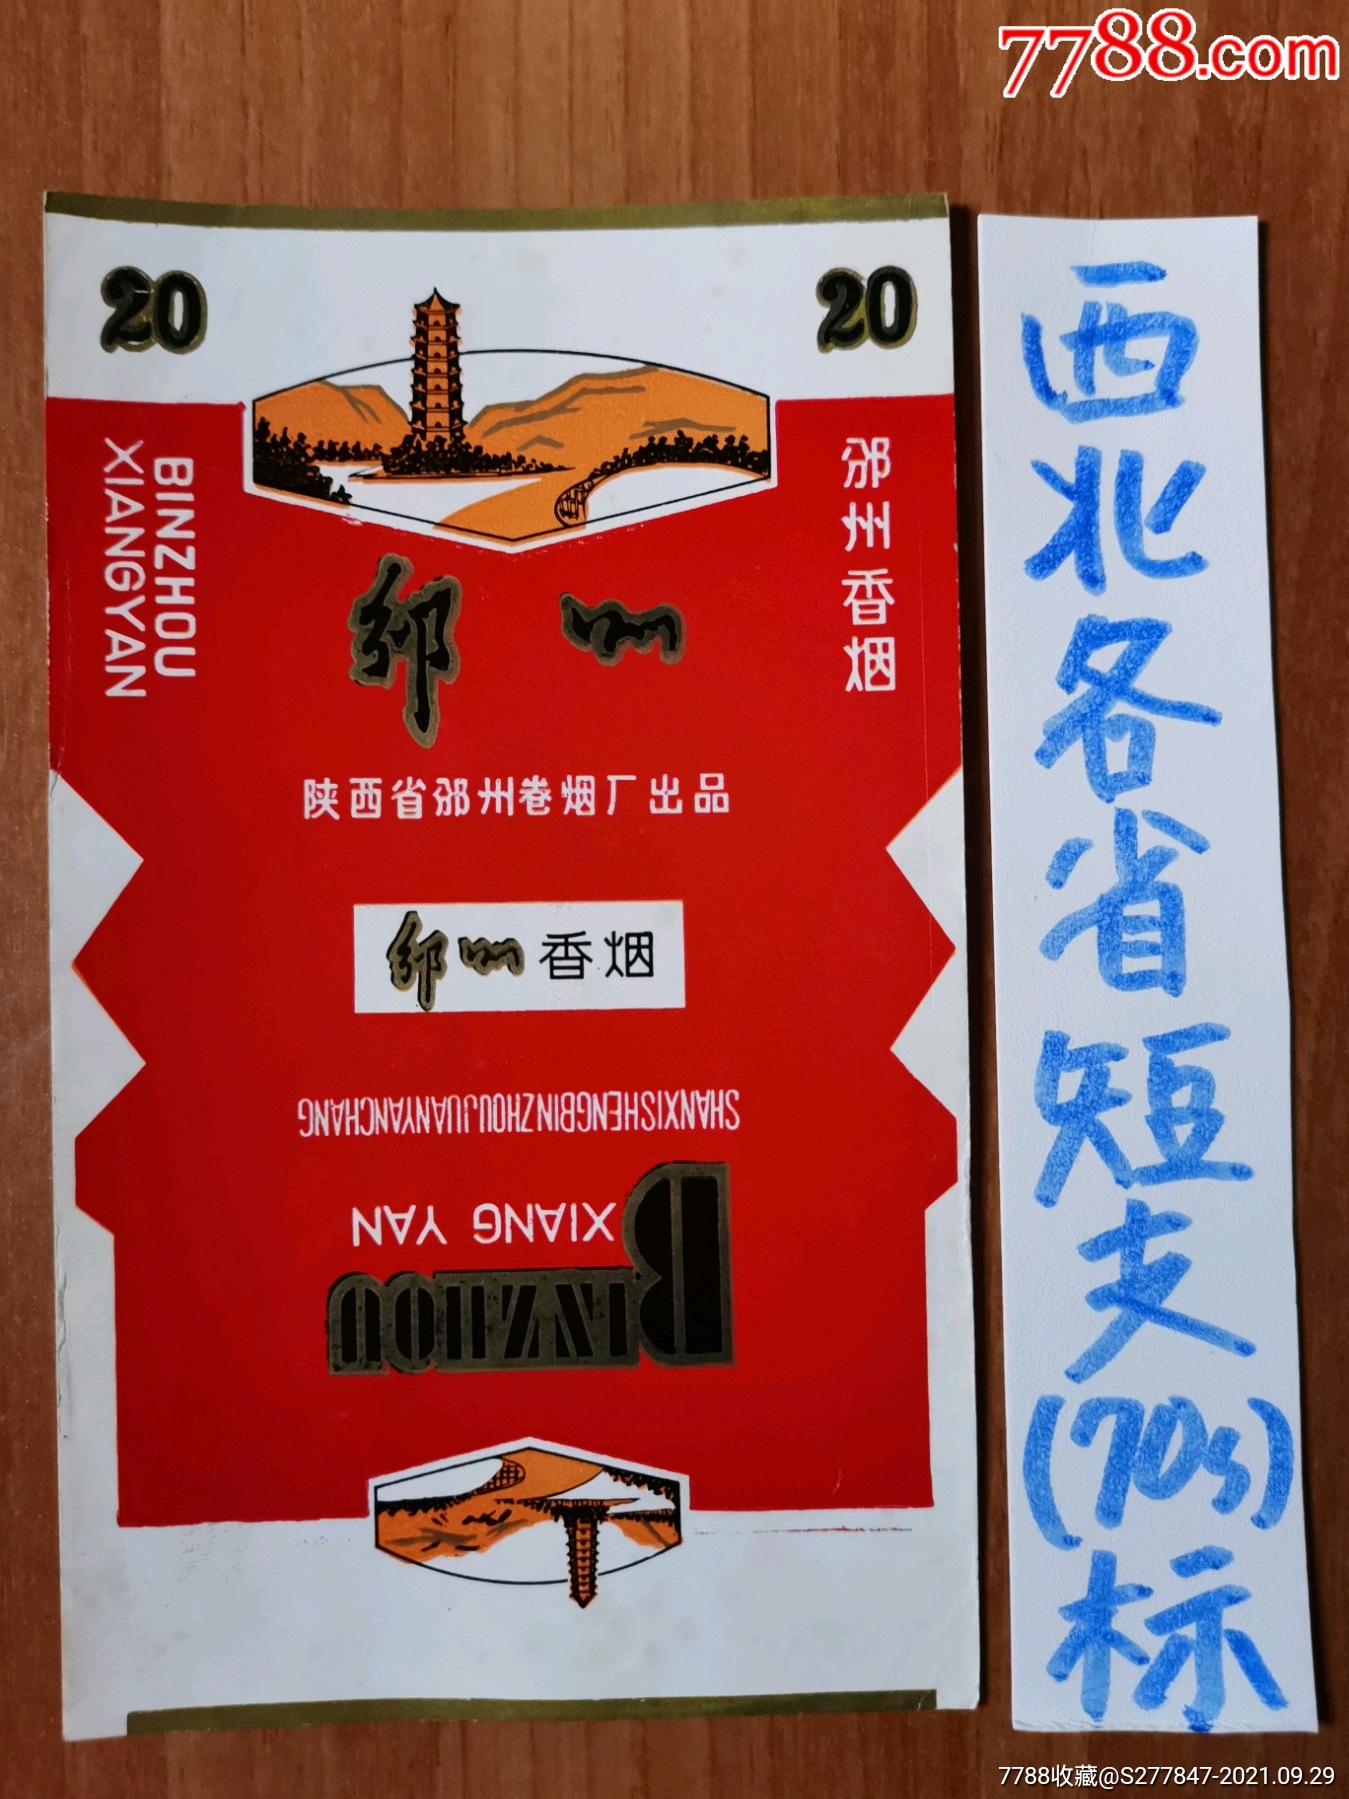 7788.com
20
20
BINZHOU
XIANGYAN
邠州香烟
邠州
陕西省邠州卷烟厂出品
邠州香烟
SHANXISHENGBINZHOUJUANYANCHANG
XIANG YAN
BINZHOU
西北各省短支(70s)标
7788收藏@S277847-2021.09.29